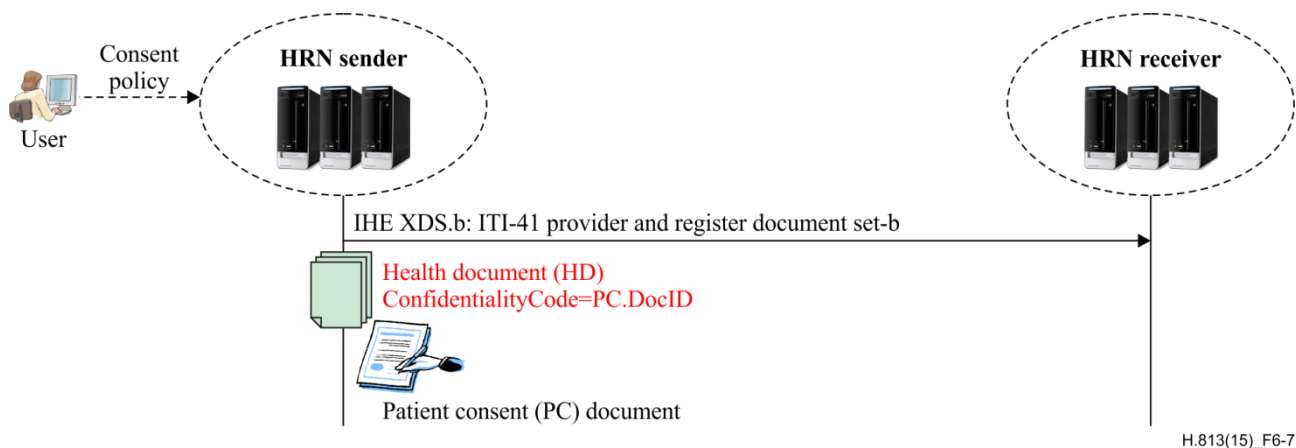 Consent
policy
User
HRN sender
HRN receiver
IHE XDS.b: ITI-41 provider and register document set-b
Health document (HD)
ConfidentialityCode=PC.DocID
Patient consent (PC) document
H.813(15)_F6-7